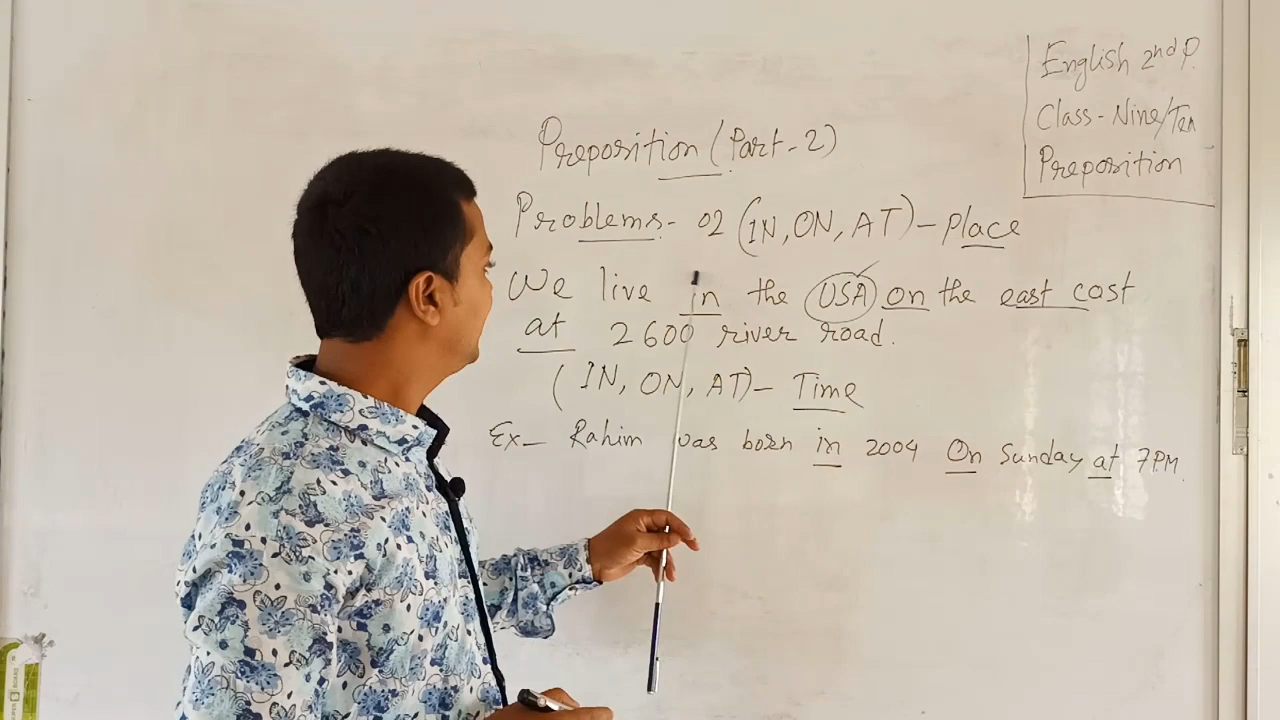 English 2nd P.
Class - Nine/Ten
Preposition
Preposition (Part - 2)
Problems - 02 (IN, ON, AT) - Place
We live in the USA on the east cost
at 2600 river road.
(IN, ON, AT) - Time
Ex - Rahim was born in 2004 On Sunday at 7PM.